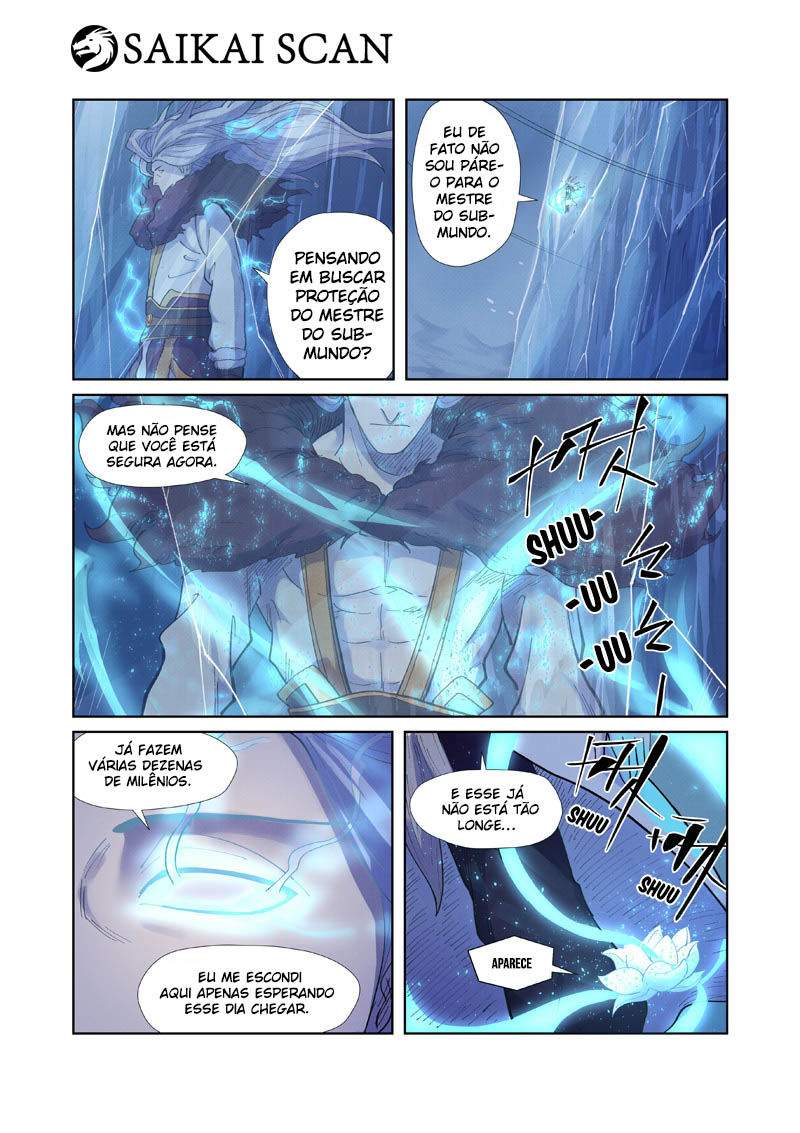 SAIKAI SCAN
PENSANDO
EM BUSCAR
PROTEÇÃO
DO MESTRE
DO SUB-
MUNDO?
EU DE
FATO NÃO
SOU PÁRE-
O PARA O
MESTRE
DO SUB-
MUNDO.
MAS NÃO PENSE
QUE VOCÊ ESTÁ
SEGURA AGORA.
SHUU-
-UU
-UU
JÁ FAZEM
VÁRIAS DEZENAS
DE MILÊNIOS.
EU ME ESCONDI
AQUI APENAS ESPERANDO
ESSE DIA CHEGAR.
E ESSE JÁ
NÃO ESTÁ TÃO
LONGE...
SHUU
SHUU
APARECE